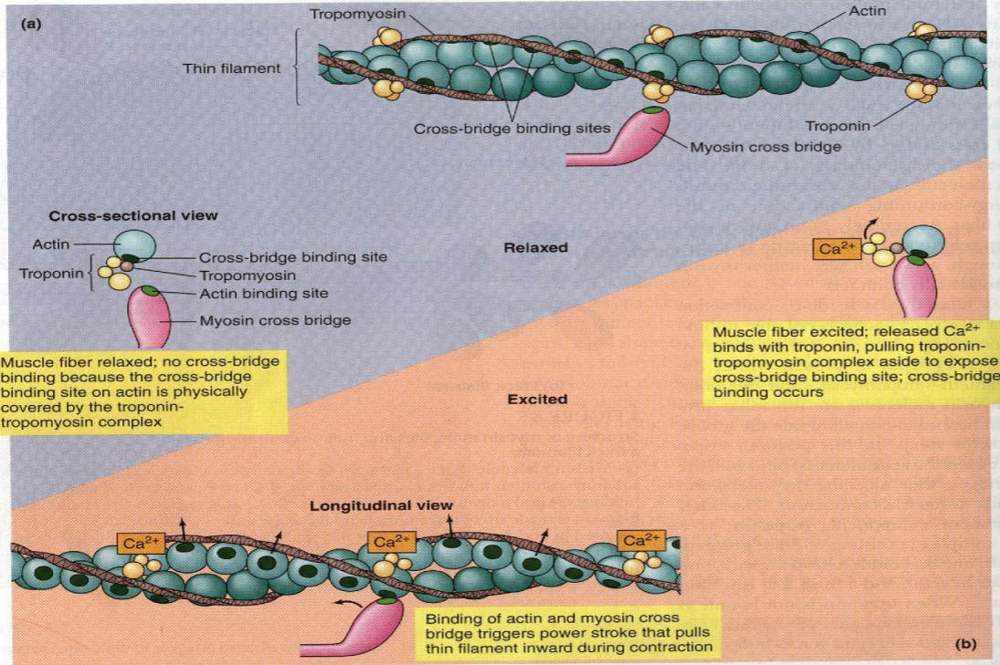 (a)
Tropomyosin
Actin
Thin filament
Cross-bridge binding sites
Troponin
Myosin cross bridge
Cross-sectional view
Actin
Cross-bridge binding site
Troponin
Tropomyosin
Actin binding site
Myosin cross bridge
Relaxed
Ca2+
Muscle fiber relaxed; no cross-bridge
binding because the cross-bridge
binding site on actin is physically
covered by the troponin-
tropomyosin complex
Muscle fiber excited; released Ca2+
binds with troponin, pulling troponin-
tropomyosin complex aside to expose
cross-bridge binding site; cross-bridge
binding occurs
Excited
Longitudinal view
Ca2+
Ca2+
Ca2+
Binding of actin and myosin cross
bridge triggers power stroke that pulls
thin filament inward during contraction
(b)